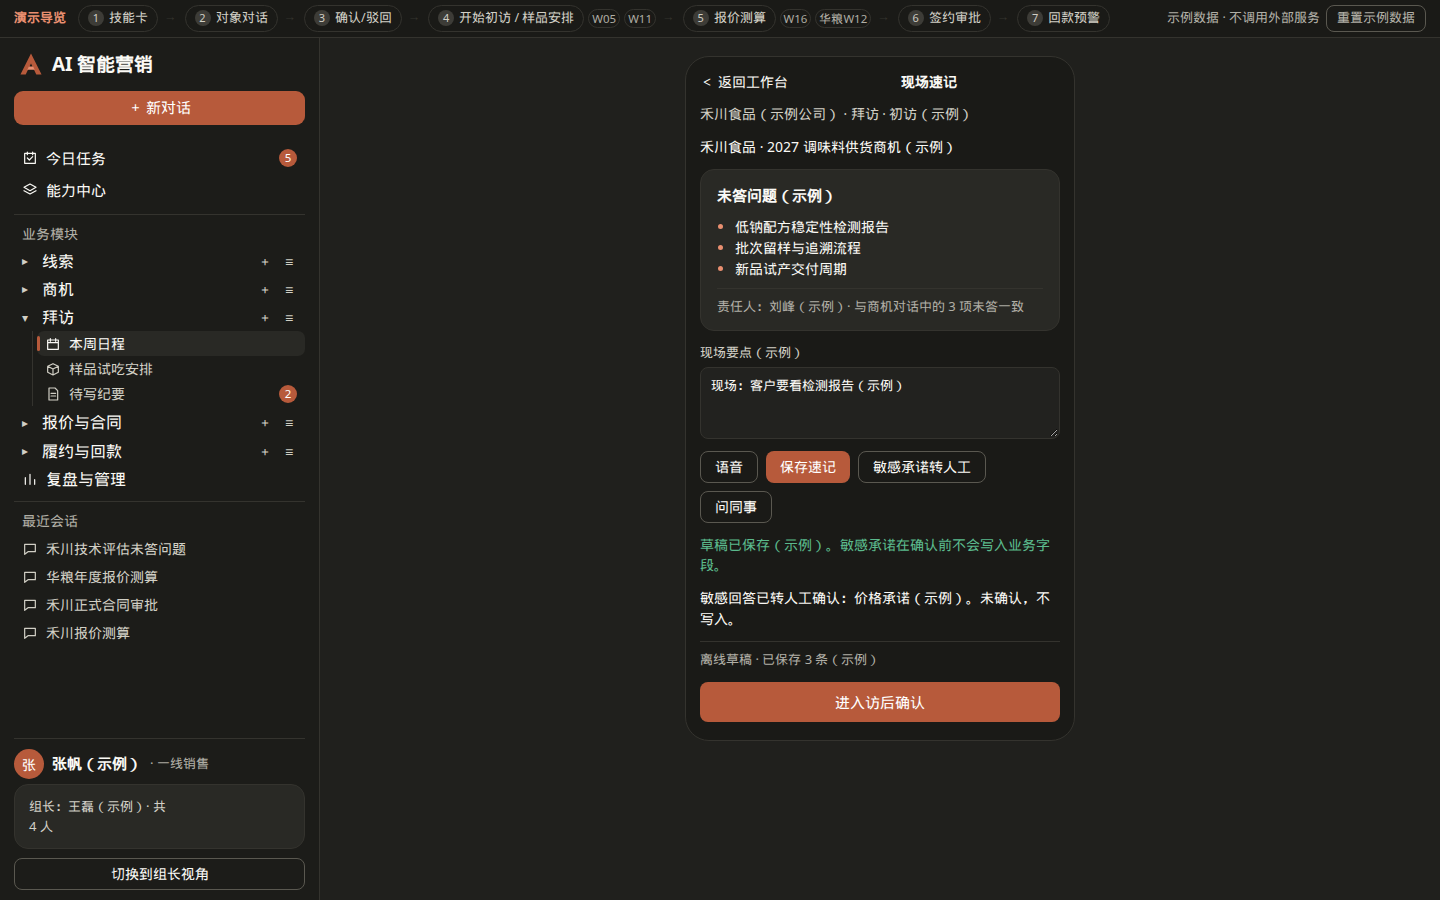 演示导览 1 技能卡 → 2 对象对话 → 3 确认/驳回 → 4 开始初访 / 样品安排 W05 W11 → 5 报价测算 W16 华粮W12 → 6 签约审批 → 7 回款预警 示例数据 · 不调用外部服务 重置示例数据
AI 智能营销
+ 新对话
今日任务 5
能力中心
业务模块
▸ 线索 + ≡
▸ 商机 + ≡
▾ 拜访 + ≡
本周日程
样品试吃安排
待写纪要 2
▸ 报价与合同 + ≡
▸ 履约与回款 + ≡
复盘与管理
最近会话
禾川技术评估未答问题
华粮年度报价测算
禾川正式合同审批
禾川报价测算
张 张帆（示例） · 一线销售
组长：王磊（示例）· 共
4 人
切换到组长视角
< 返回工作台 现场速记
禾川食品（示例公司）· 拜访 · 初访（示例）
禾川食品 · 2027 调味料供货商机（示例）
未答问题（示例）
• 低钠配方稳定性检测报告
• 批次留样与追溯流程
• 新品试产交付周期
责任人：刘峰（示例）· 与商机对话中的 3 项未答一致
现场要点（示例）
现场：客户要看检测报告（示例）
语音 保存速记 敏感承诺转人工
问同事
草稿已保存（示例）。敏感承诺在确认前不会写入业务字
段。
敏感回答已转人工确认：价格承诺（示例）。未确认，不
写入。
离线草稿 · 已保存 3 条（示例）
进入访后确认